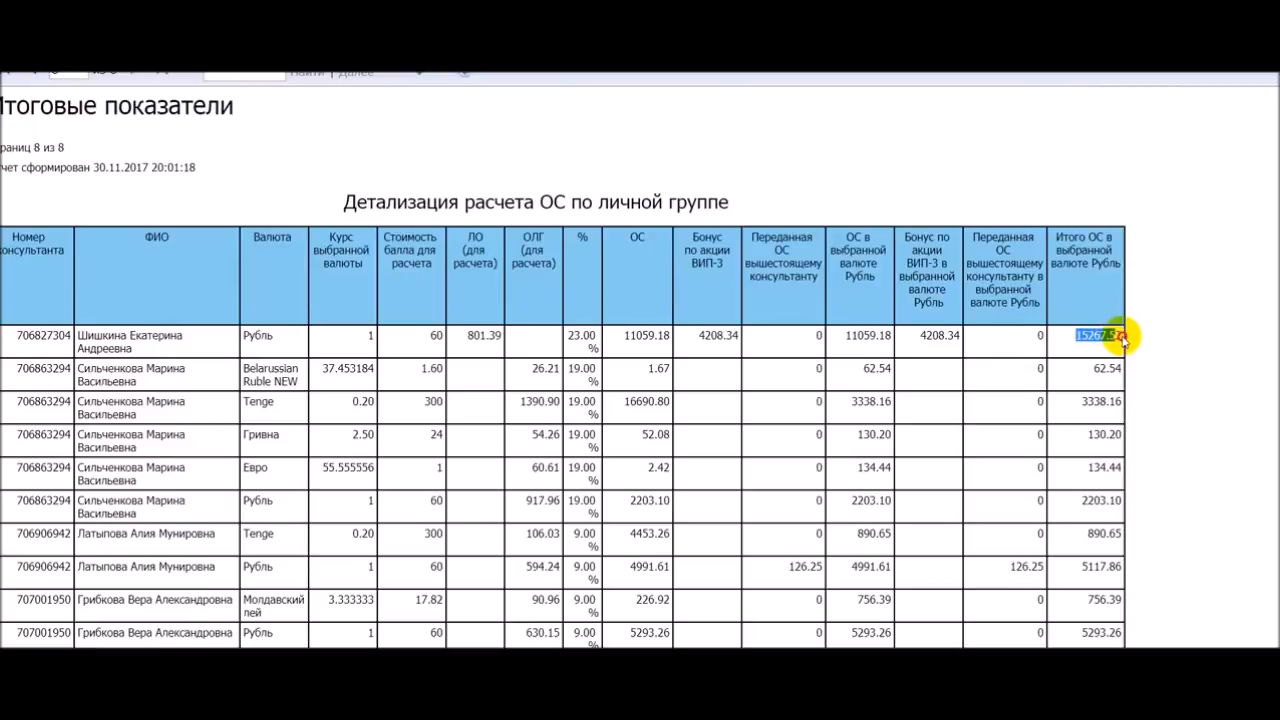 из
Найти | Далее
Итоговые показатели
раниц 8 из 8
чет сформирован 30.11.2017 20:01:18
Детализация расчета ОС по личной группе
Номер консультанта ФИО Валюта Курс выбранной валюты Стоимость балла для расчета ЛО (для расчета) ОЛГ (для расчета) % ОС Бонус по акции ВИП-3 Переданная ОС вышестоящему консультанту ОС в выбранной валюте Рубль Бонус по акции ВИП-3 в выбранной валюте Рубль Переданная ОС вышестоящему консультанту в выбранной валюте Рубль Итого ОС в выбранной валюте Рубль
706827304 Шишкина Екатерина Андреевна Рубль 1 60 801.39 23.00 % 11059.18 4208.34 0 11059.18 4208.34 0
706863294 Сильченкова Марина Васильевна Belarussian Ruble NEW 37.453184 1.60 26.21 19.00 % 1.67 0 62.54 0 62.54
706863294 Сильченкова Марина Васильевна Tenge 0.20 300 1390.90 19.00 % 16690.80 0 3338.16 0 3338.16
706863294 Сильченкова Марина Васильевна Гривна 2.50 24 54.26 19.00 % 52.08 0 130.20 0 130.20
706863294 Сильченкова Марина Васильевна Евро 55.555556 1 60.61 19.00 % 2.42 0 134.44 0 134.44
706863294 Сильченкова Марина Васильевна Рубль 1 60 917.96 19.00 % 2203.10 0 2203.10 0 2203.10
706906942 Латыпова Алия Мунировна Tenge 0.20 300 106.03 9.00 % 4453.26 0 890.65 0 890.65
706906942 Латыпова Алия Мунировна Рубль 1 60 594.24 9.00 % 4991.61 126.25 4991.61 126.25 5117.86
707001950 Грибкова Вера Александровна Молдавский лей 3.333333 17.82 90.96 9.00 % 226.92 0 756.39 0 756.39
707001950 Грибкова Вера Александровна Рубль 1 60 630.15 9.00 % 5293.26 0 5293.26 0 5293.26